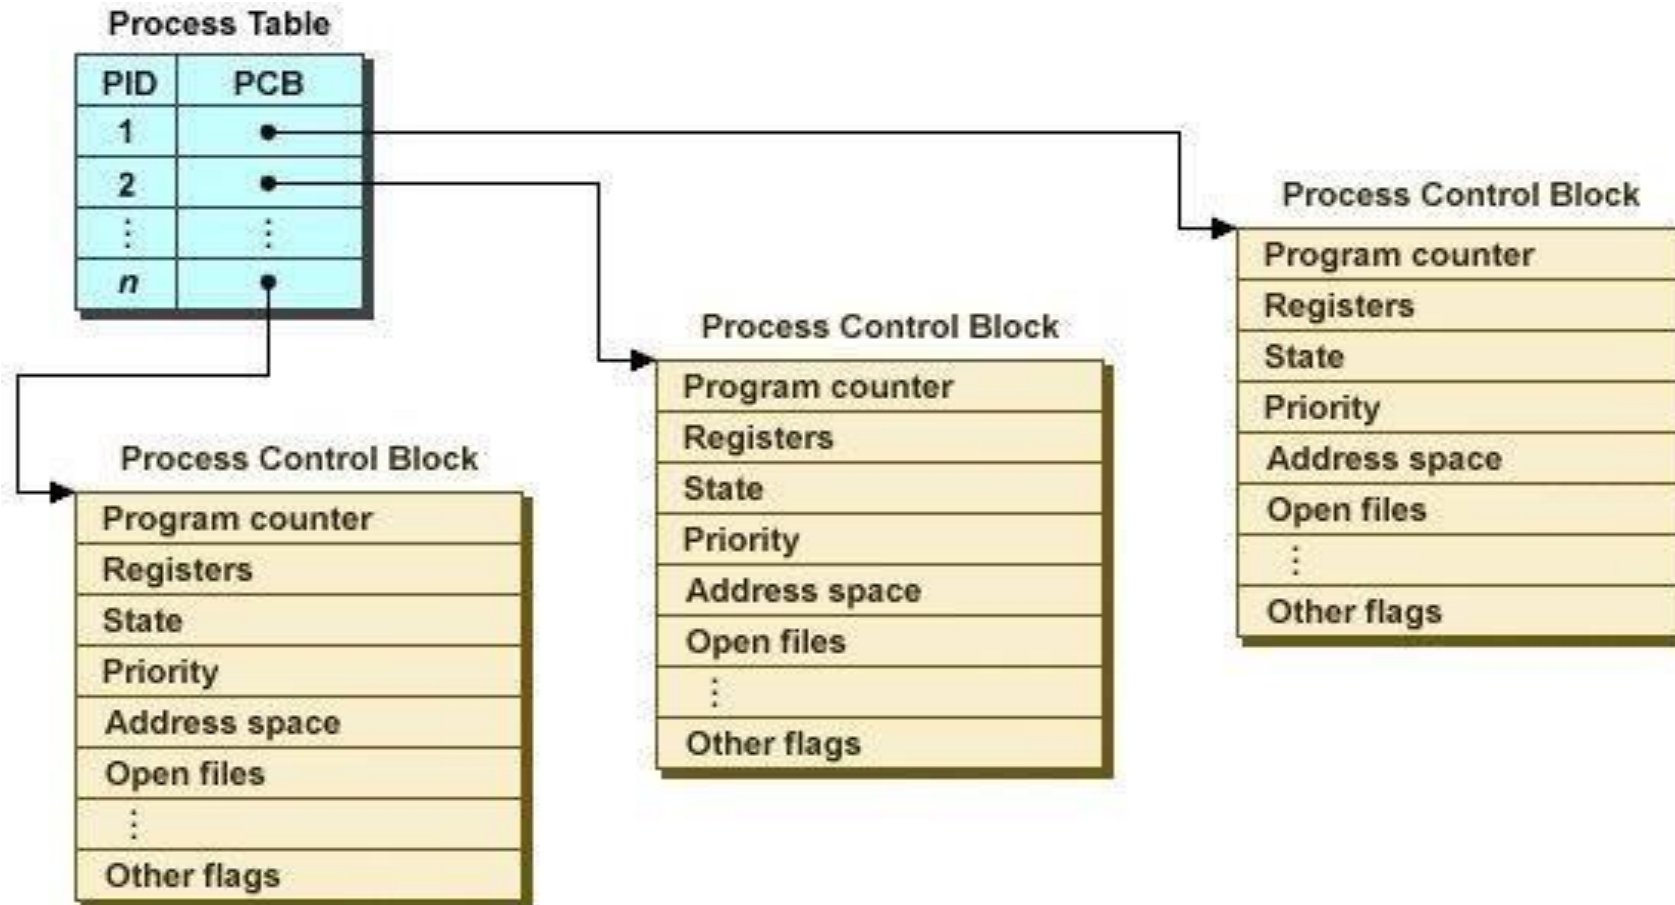 Process Table
PID PCB
1
2
⋮ ⋮
n
Process Control Block
Program counter
Registers
State
Priority
Address space
Open files
⋮
Other flags
Process Control Block
Program counter
Registers
State
Priority
Address space
Open files
⋮
Other flags
Process Control Block
Program counter
Registers
State
Priority
Address space
Open files
⋮
Other flags